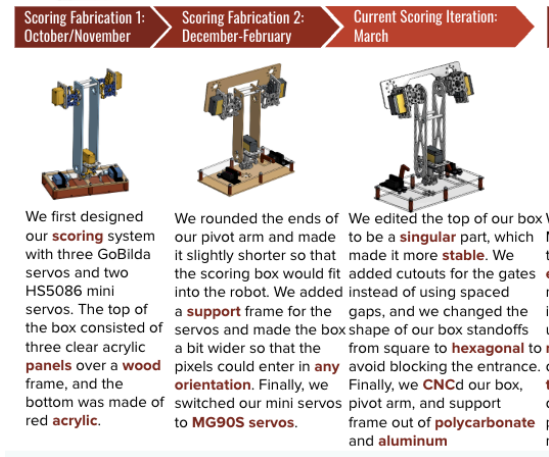 Scoring Fabrication 1:
October/November
Scoring Fabrication 2:
December-February
Current Scoring Iteration:
March
We first designed
our scoring system
with three GoBilda
servos and two
HS5086 mini
servos. The top of
the box consisted of
three clear acrylic
panels over a wood
frame, and the
bottom was made of
red acrylic.
We rounded the ends of
our pivot arm and made
it slightly shorter so that
the scoring box would fit
into the robot. We added
a support frame for the
servos and made the box
a bit wider so that the
pixels could enter in any
orientation. Finally, we
switched our mini servos
to MG90S servos.
We edited the top of our box
to be a singular part, which
made it more stable. We
added cutouts for the gates
instead of using spaced
gaps, and we changed the
shape of our box standoffs
from square to hexagonal to
avoid blocking the entrance.
Finally, we CNCd our box,
pivot arm, and support
frame out of polycarbonate
and aluminum